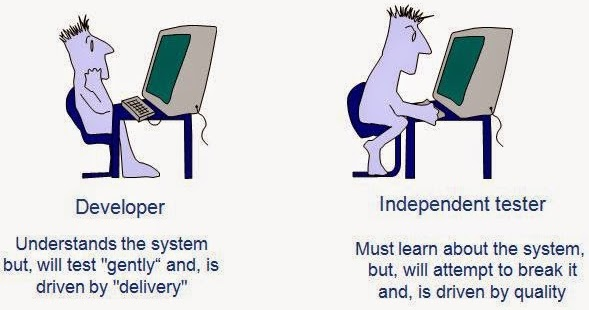 Developer
Understands the system
but, will test "gently“ and, is
driven by "delivery"
Independent tester
Must learn about the system,
but, will attempt to break it
and, is driven by quality